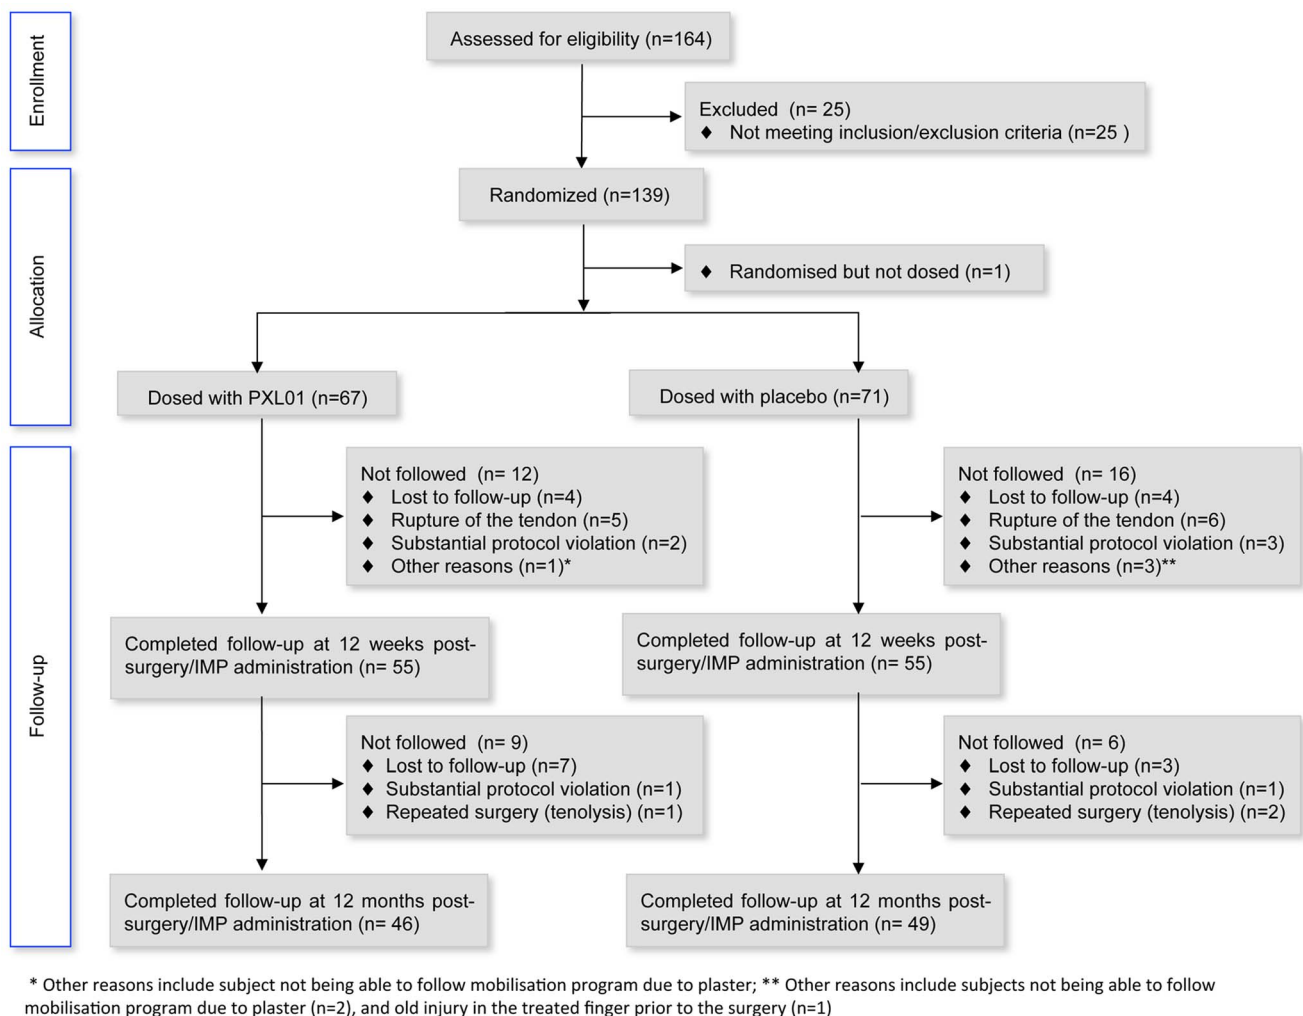 Enrollment
Assessed for eligibility (n=164)
Excluded (n= 25)
♦ Not meeting inclusion/exclusion criteria (n=25 )
Allocation
Randomized (n=139)
♦ Randomised but not dosed (n=1)
Dosed with PXL01 (n=67)
Dosed with placebo (n=71)
Follow-up
Not followed (n= 12)
♦ Lost to follow-up (n=4)
♦ Rupture of the tendon (n=5)
♦ Substantial protocol violation (n=2)
♦ Other reasons (n=1)*
Not followed (n= 16)
♦ Lost to follow-up (n=4)
♦ Rupture of the tendon (n=6)
♦ Substantial protocol violation (n=3)
♦ Other reasons (n=3)**
Completed follow-up at 12 weeks post-
surgery/IMP administration (n= 55)
Completed follow-up at 12 weeks post-
surgery/IMP administration (n= 55)
Not followed (n= 9)
♦ Lost to follow-up (n=7)
♦ Substantial protocol violation (n=1)
♦ Repeated surgery (tenolysis) (n=1)
Not followed (n= 6)
♦ Lost to follow-up (n=3)
♦ Substantial protocol violation (n=1)
♦ Repeated surgery (tenolysis) (n=2)
Completed follow-up at 12 months post-
surgery/IMP administration (n= 46)
Completed follow-up at 12 months post-
surgery/IMP administration (n= 49)
* Other reasons include subject not being able to follow mobilisation program due to plaster; ** Other reasons include subjects not being able to follow
mobilisation program due to plaster (n=2), and old injury in the treated finger prior to the surgery (n=1)